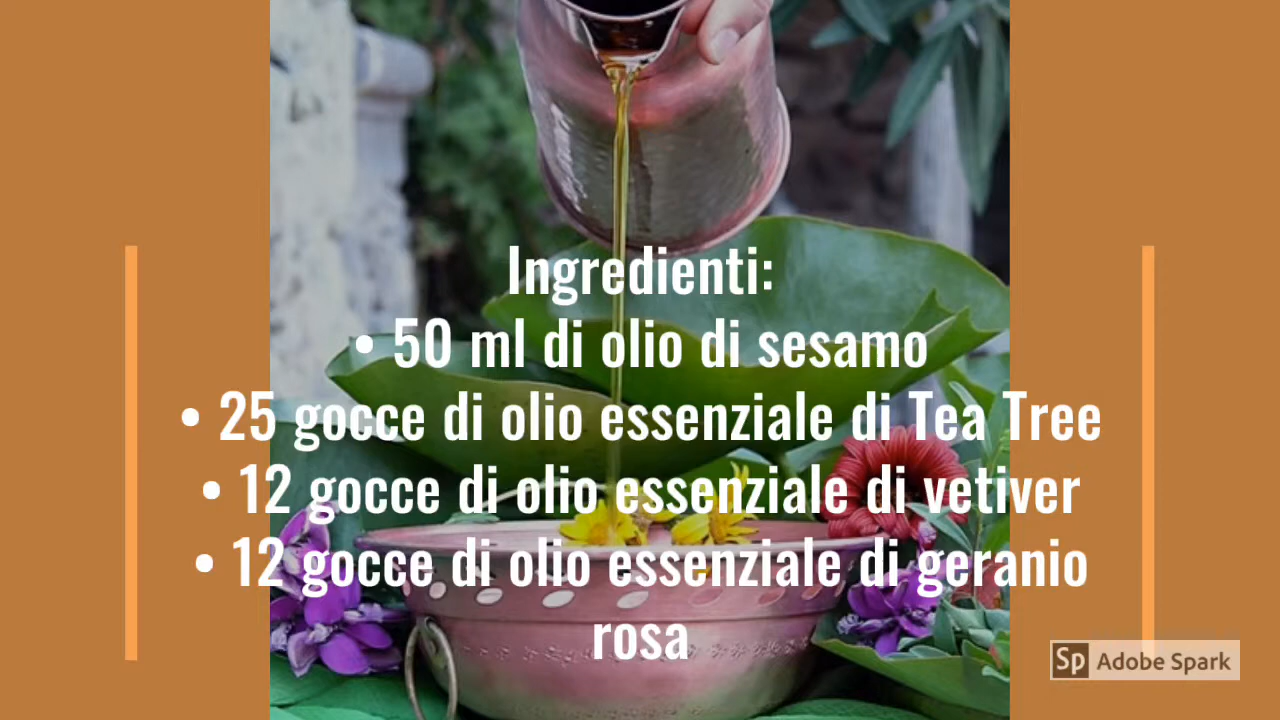 Ingredienti:
• 50 ml di olio di sesamo
• 25 gocce di olio essenziale di Tea Tree
• 12 gocce di olio essenziale di vetiver
• 12 gocce di olio essenziale di geranio
rosa
Sp Adobe Spark